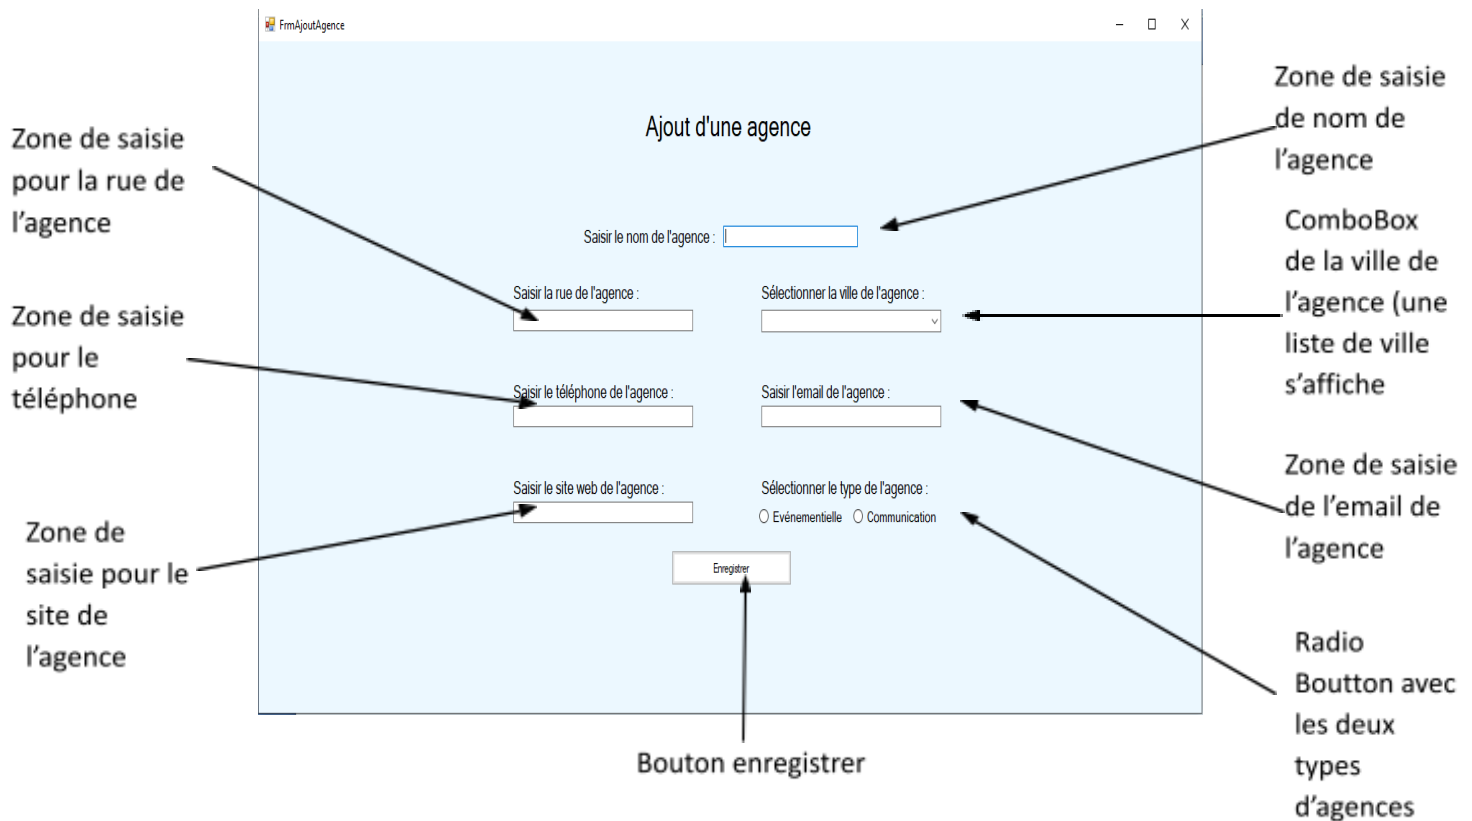 FrmAjoutAgence
Ajout d'une agence
Zone de saisie
pour la rue de
l’agence
Zone de saisie
de nom de
l’agence
Saisir le nom de l'agence :
ComboBox
de la ville de
l’agence (une
liste de ville
s’affiche
Saisir la rue de l'agence :
Sélectionner la ville de l'agence :
Zone de saisie
pour le
téléphone
Saisir le téléphone de l'agence :
Saisir l'email de l'agence :
Zone de saisie
de l’email de
l’agence
Saisir le site web de l'agence :
Sélectionner le type de l'agence :
Evénementielle
Communication
Zone de
saisie pour le
site de
l’agence
Enregistrer
Radio
Boutton avec
les deux
types
d’agences
Bouton enregistrer